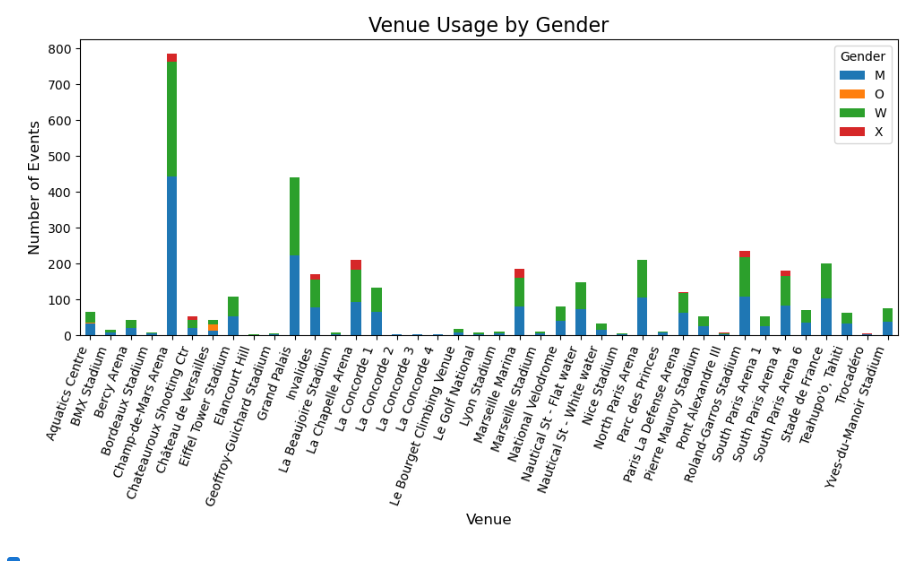 Venue Usage by Gender
Number of Events
800
700
600
500
400
300
200
100
0
Gender
M
O
W
X
Aquatics Centre
BMX Stadium
Bercy Arena
Bordeaux Stadium
Champ-de-Mars Arena
Chateauroux Shooting Ctr
Château de Versailles
Eiffel Tower Stadium
Elancourt Hill
Geoffroy-Guichard Stadium
Grand Palais
Invalides
La Beaujoire Stadium
La Chapelle Arena
La Concorde 1
La Concorde 2
La Concorde 3
La Concorde 4
Le Bourget Climbing Venue
Le Golf National
Lyon Stadium
Marseille Marina
Marseille Stadium
National Velodrome
Nautical St - Flat water
Nautical St - White water
Nice Stadium
North Paris Arena
Parc des Princes
Paris La Defense Arena
Pierre Mauroy Stadium
Pont Alexandre III
Roland-Garros Stadium
South Paris Arena 1
South Paris Arena 4
South Paris Arena 6
Stade de France
Teahupo'o, Tahiti
Trocadéro
Yves-du-Manoir Stadium
Venue